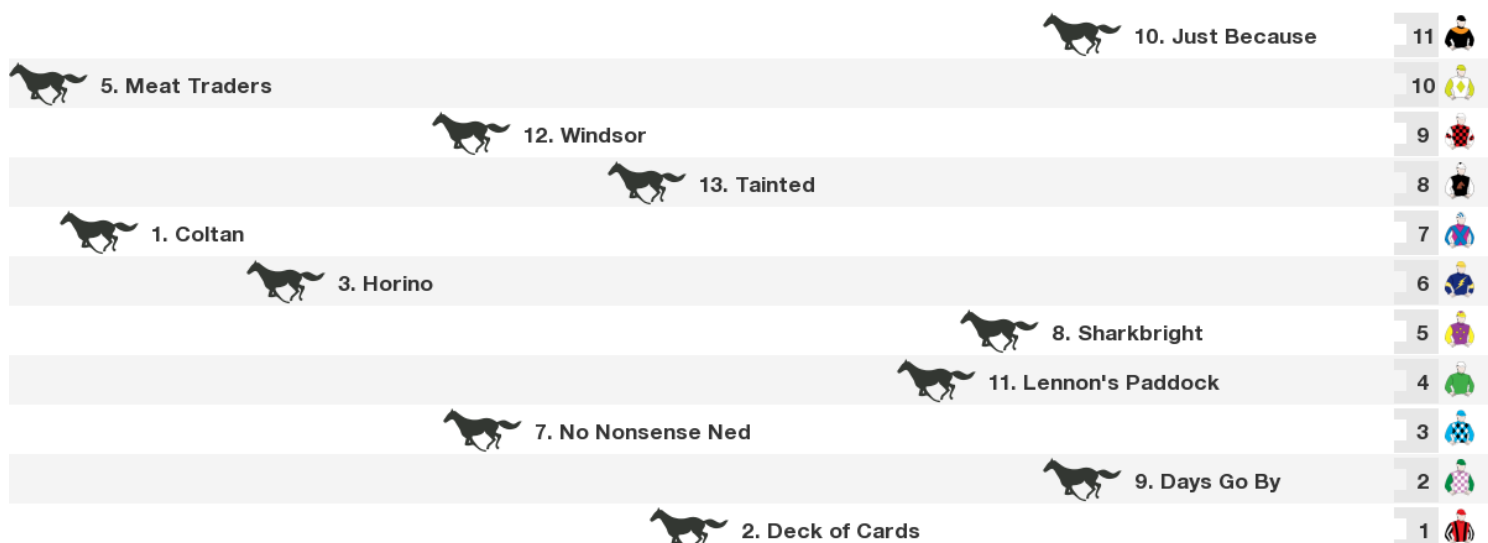 10. Just Because 11
5. Meat Traders 10
12. Windsor 9
13. Tainted 8
1. Coltan 7
3. Horino 6
8. Sharkbright 5
11. Lennon's Paddock 4
7. No Nonsense Ned 3
9. Days Go By 2
2. Deck of Cards 1